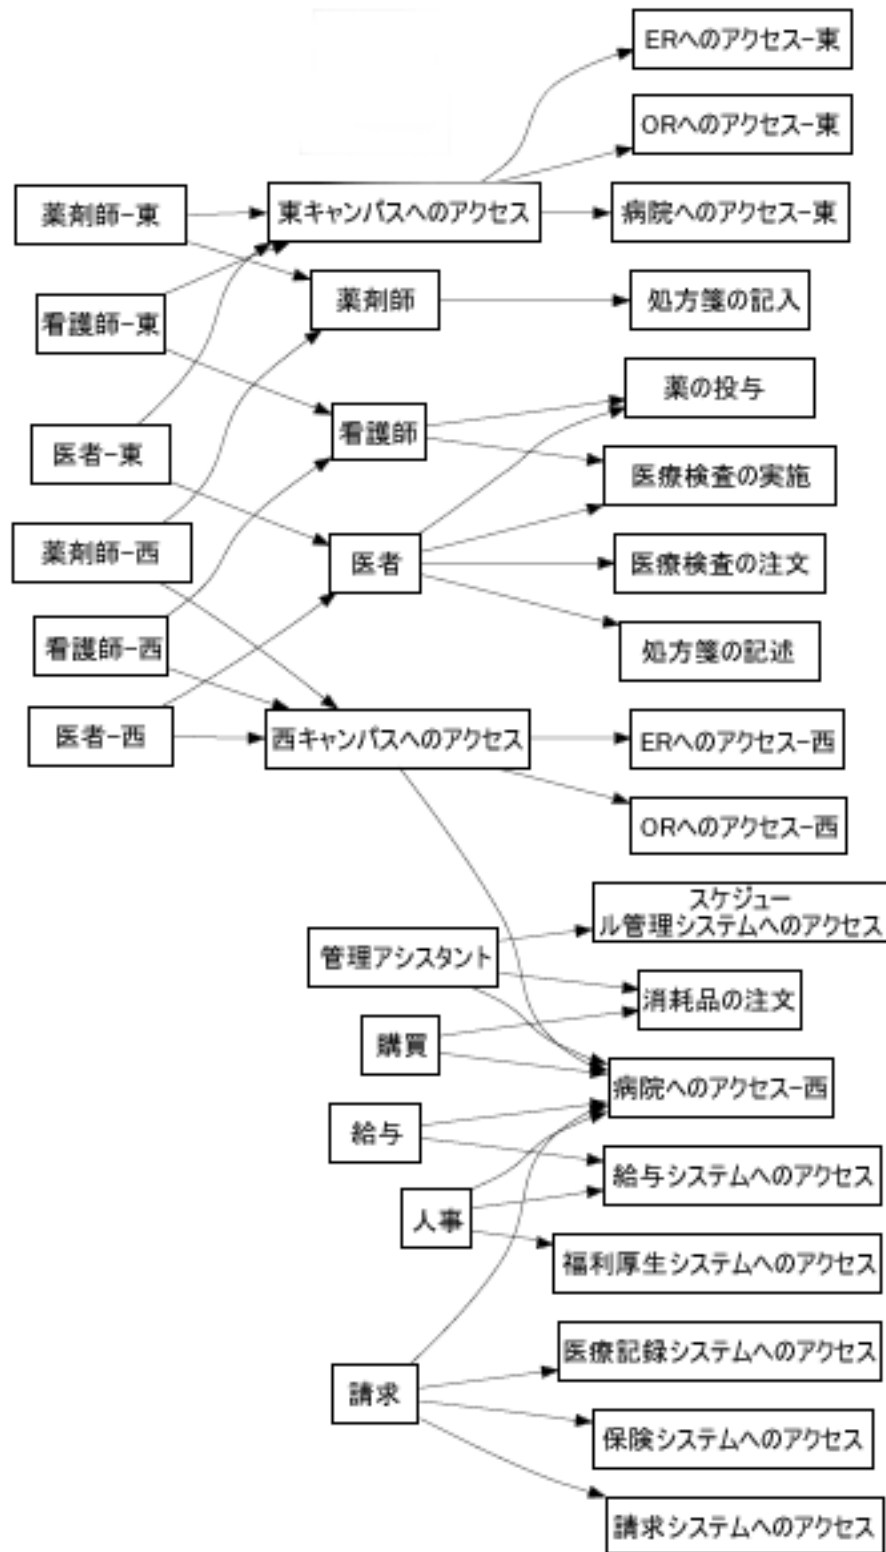 ERへのアクセス-東
ORへのアクセス-東
薬剤師-東
東キャンパスへのアクセス
病院へのアクセス-東
看護師-東
薬剤師
処方箋の記入
薬の投与
看護師
医者-東
医療検査の実施
薬剤師-西
医者
医療検査の注文
看護師-西
処方箋の記述
医者-西
西キャンパスへのアクセス
ERへのアクセス-西
ORへのアクセス-西
スケジュー
ル管理システムへのアクセス
管理アシスタント
消耗品の注文
購買
病院へのアクセス-西
給与
給与システムへのアクセス
人事
福利厚生システムへのアクセス
医療記録システムへのアクセス
請求
保険システムへのアクセス
請求システムへのアクセス